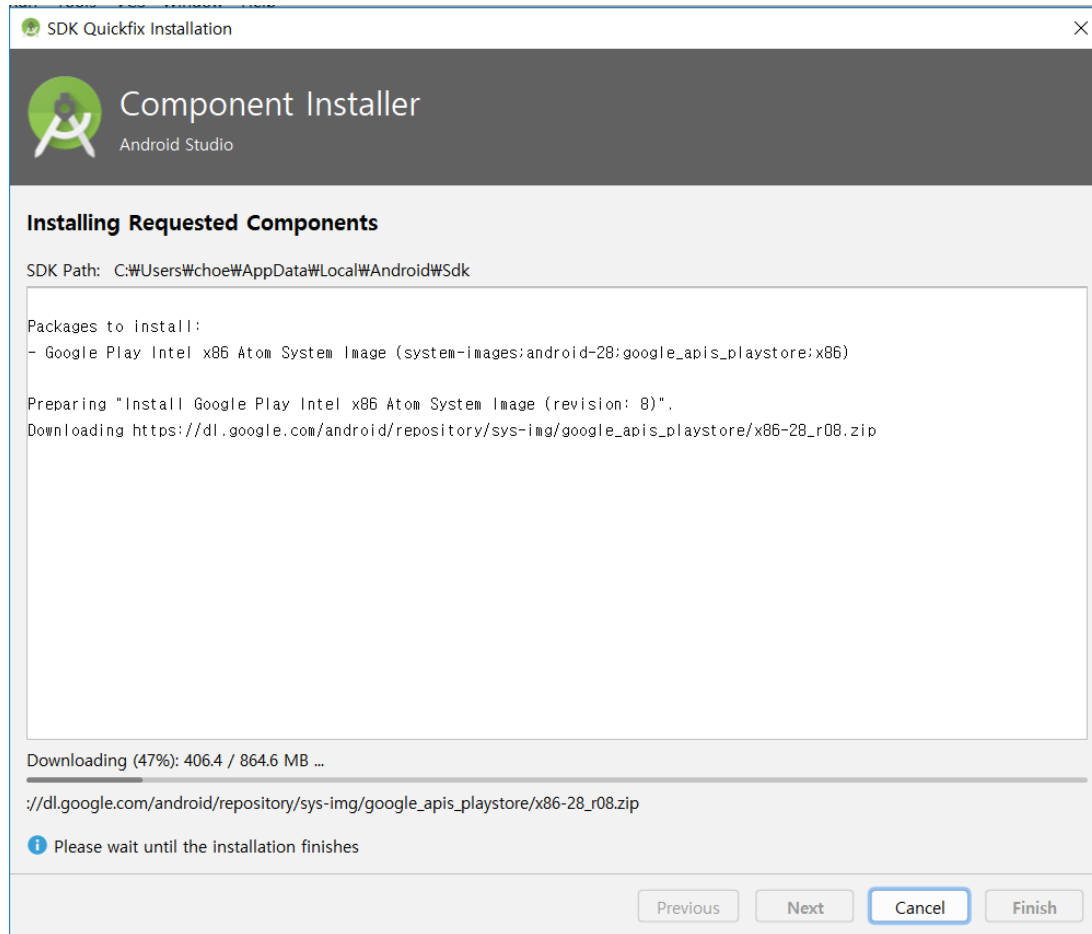 SDK Quickfix Installation
Component Installer
Android Studio
Installing Requested Components
SDK Path: C:₩Users₩choe₩AppData₩Local₩Android₩Sdk
Packages to install:
- Google Play Intel x86 Atom System Image (system-images;android-28;google_apis_playstore;x86)
Preparing "Install Google Play Intel x86 Atom System Image (revision: 8)".
Downloading https://dl.google.com/android/repository/sys-img/google_apis_playstore/x86-28_r08.zip
Downloading (47%): 406.4 / 864.6 MB ...
://dl.google.com/android/repository/sys-img/google_apis_playstore/x86-28_r08.zip
Please wait until the installation finishes
Previous Next Cancel Finish